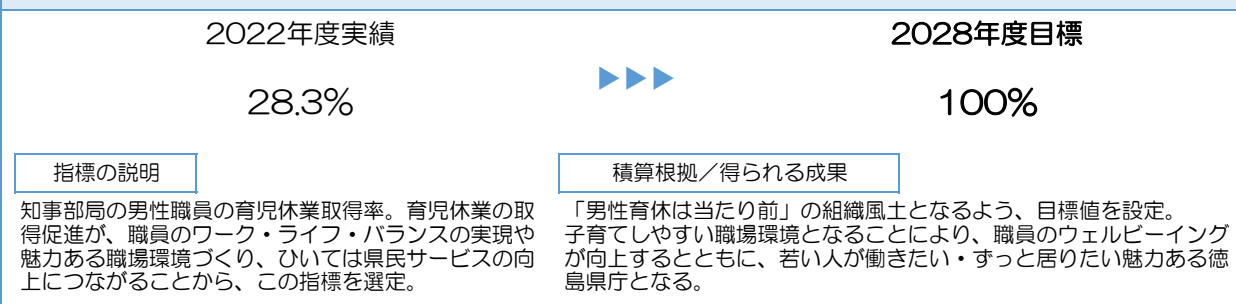 2022年度実績
2028年度目標
28.3%
▶▶▶
100%
指標の説明
積算根拠/得られる成果
知事部局の男性職員の育児休業取得率。育児休業の取
得促進が、職員のワーク・ライフ・バランスの実現や
魅力ある職場環境づくり、ひいては県民サービスの向
上につながることから、この指標を選定。
「男性育休は当たり前」の組織風土となるよう、目標値を設定。
子育てしやすい職場環境となることにより、職員のウェルビーイング
が向上するとともに、若い人が働きたい・ずっと居りたい魅力ある徳
島県庁となる。